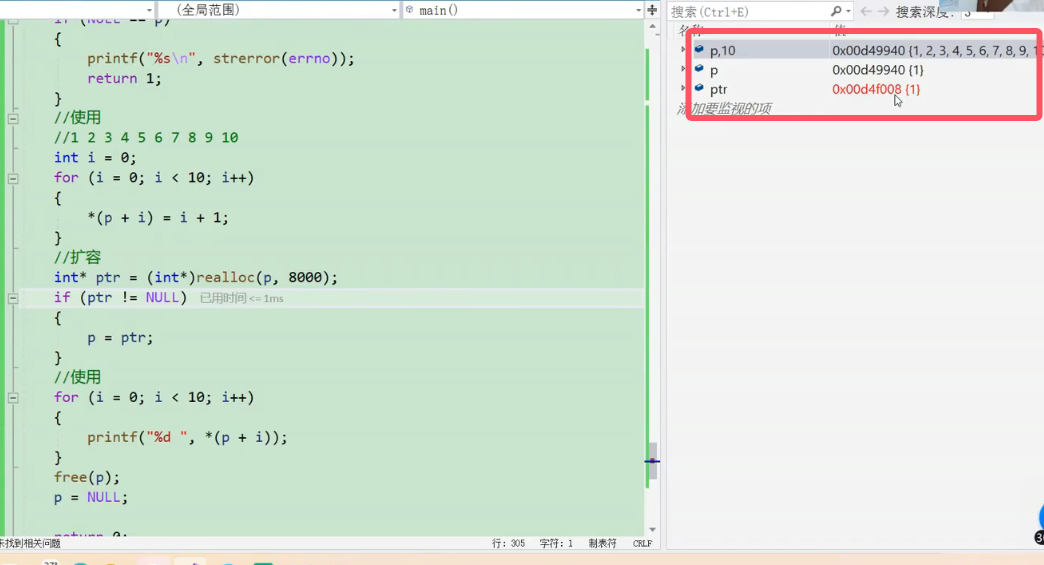 (全局范围)
main()
if (NULL == p)
{
printf("%s\n", strerror(errno));
return 1;
}
//使用
//1 2 3 4 5 6 7 8 9 10
int i = 0;
for (i = 0; i < 10; i++)
{
*(p + i) = i + 1;
}
//扩容
int* ptr = (int*)realloc(p, 8000);
if (ptr != NULL) 已用时间 <= 1ms
{
p = ptr;
}
//使用
for (i = 0; i < 10; i++)
{
printf("%d ", *(p + i));
}
free(p);
p = NULL;
return 0;
未找到相关问题
行: 305 字符: 1 制表符 CRLF
搜索(Ctrl+E) 搜索深度: 3
名称 值
p,10 0x00d49940 {1, 2, 3, 4, 5, 6, 7, 8, 9, 10
p 0x00d49940 {1}
ptr 0x00d4f008 {1}
添加要监视的项